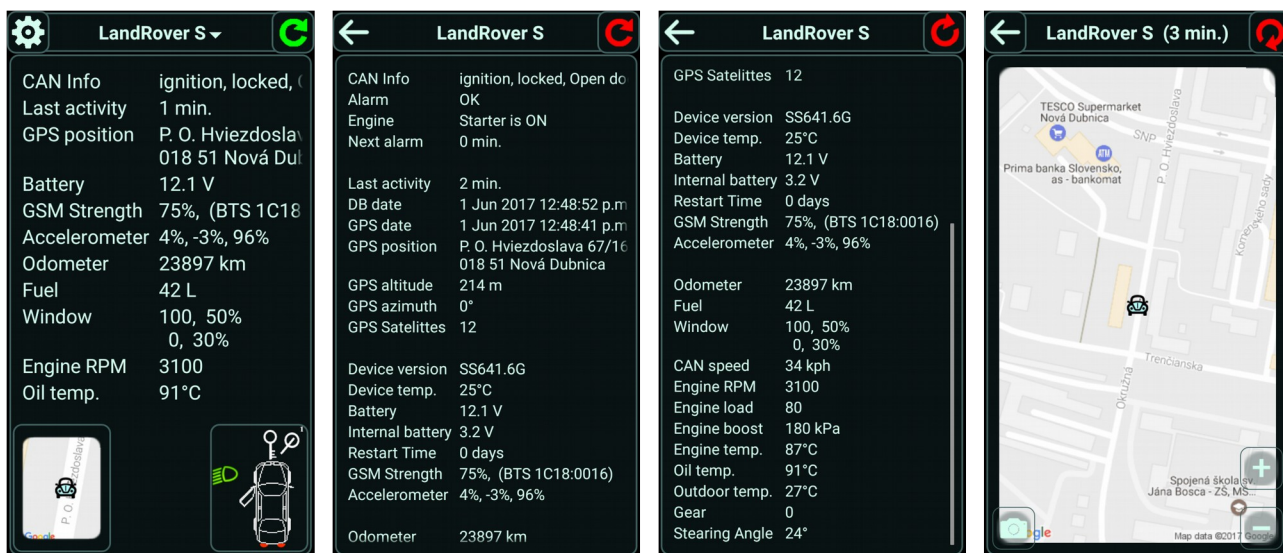 LandRover S
CAN Info ignition, locked,
Last activity 1 min.
GPS position P. O. Hviezdoslav
018 51 Nová Dub
Battery 12.1 V
GSM Strength 75%, (BTS 1C18
Accelerometer 4%, -3%, 96%
Odometer 23897 km
Fuel 42 L
Window 100, 50%
0, 30%
Engine RPM 3100
Oil temp. 91°C
P. O.
zdoslava
Google
1
LandRover S
CAN Info ignition, locked, Open do
Alarm OK
Engine Starter is ON
Next alarm 0 min.
Last activity 2 min.
DB date 1 Jun 2017 12:48:52 p.m
GPS date 1 Jun 2017 12:48:41 p.m
GPS position P. O. Hviezdoslava 67/16
018 51 Nová Dubnica
GPS altitude 214 m
GPS azimuth 0°
GPS Satelittes 12
Device version SS641.6G
Device temp. 25°C
Battery 12.1 V
Internal battery 3.2 V
Restart Time 0 days
GSM Strength 75%, (BTS 1C18:0016)
Accelerometer 4%, -3%, 96%
Odometer 23897 km
LandRover S
GPS Satelittes 12
Device version SS641.6G
Device temp. 25°C
Battery 12.1 V
Internal battery 3.2 V
Restart Time 0 days
GSM Strength 75%, (BTS 1C18:0016)
Accelerometer 4%, -3%, 96%
Odometer 23897 km
Fuel 42 L
Window 100, 50%
0, 30%
CAN speed 34 kph
Engine RPM 3100
Engine load 80
Engine boost 180 kPa
Engine temp. 87°C
Oil temp. 91°C
Outdoor temp. 27°C
Gear 0
Stearing Angle 24°
LandRover S (3 min.)
TESCO Supermarket
Nová Dubnica
SNP
P. O. Hviezdoslava
ATM
Prima banka Slovensko,
as - bankomat
Komenského sady
Trenčianska
Okružná
Spojená škola sv.
Jána Bosca - ZŠ, MŠ...
gle
Map data ©2017 Google